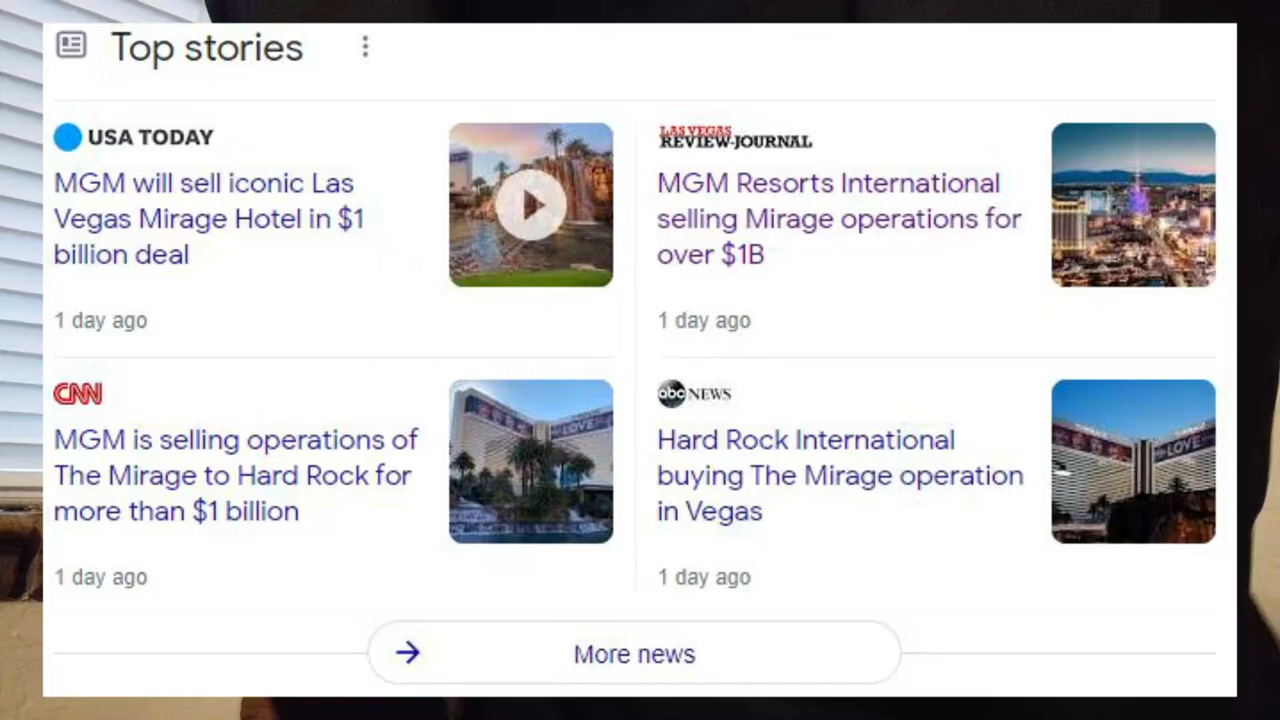 Top stories
USA TODAY
MGM will sell iconic Las
Vegas Mirage Hotel in $1
billion deal
1 day ago
LAS VEGAS
REVIEW-JOURNAL
MGM Resorts International
selling Mirage operations for
over $1B
1 day ago
CNN
MGM is selling operations of
The Mirage to Hard Rock for
more than $1 billion
1 day ago
LOVE
abc NEWS
Hard Rock International
buying The Mirage operation
in Vegas
1 day ago
LOVE
More news